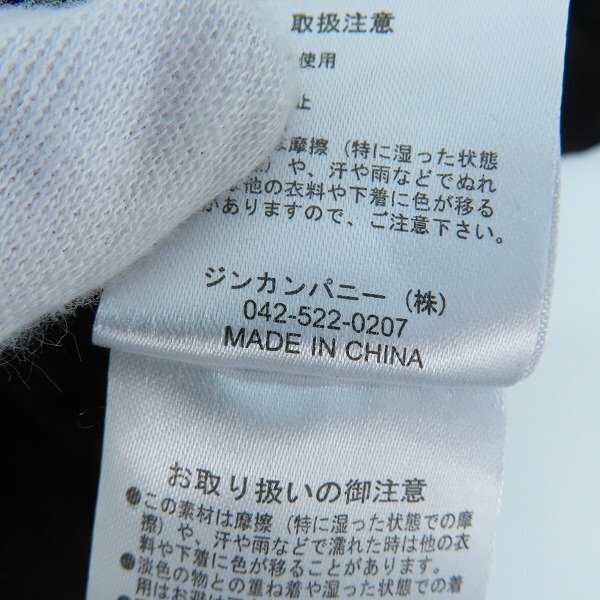 取扱注意
使用
止
摩擦（特に湿った状態
や、汗や雨などでぬれ
は他の衣料や下着に色が移る
がありますので、ご注意下さい。
ジンカンパニー（株）
042-522-0207
MADE IN CHINA
お取り扱いの御注意
●この素材は摩擦（特に湿った状態での摩
擦）や、汗や雨などで濡れた時は他の衣
料や下着に色が移ることがあります。
●淡色の物との重ね着や湿った状態での着
用はお避け下